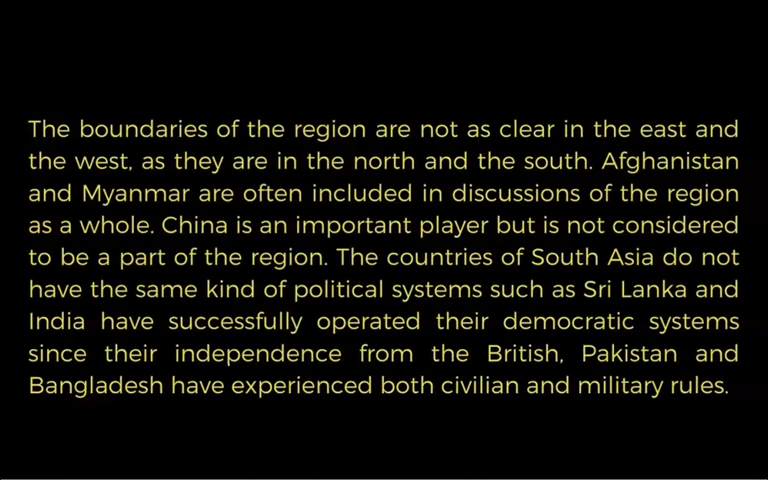 The boundaries of the region are not as clear in the east and
the west, as they are in the north and the south. Afghanistan
and Myanmar are often included in discussions of the region
as a whole. China is an important player but is not considered
to be a part of the region. The countries of South Asia do not
have the same kind of political systems such as Sri Lanka and
India have successfully operated their democratic systems
since their independence from the British, Pakistan and
Bangladesh have experienced both civilian and military rules.